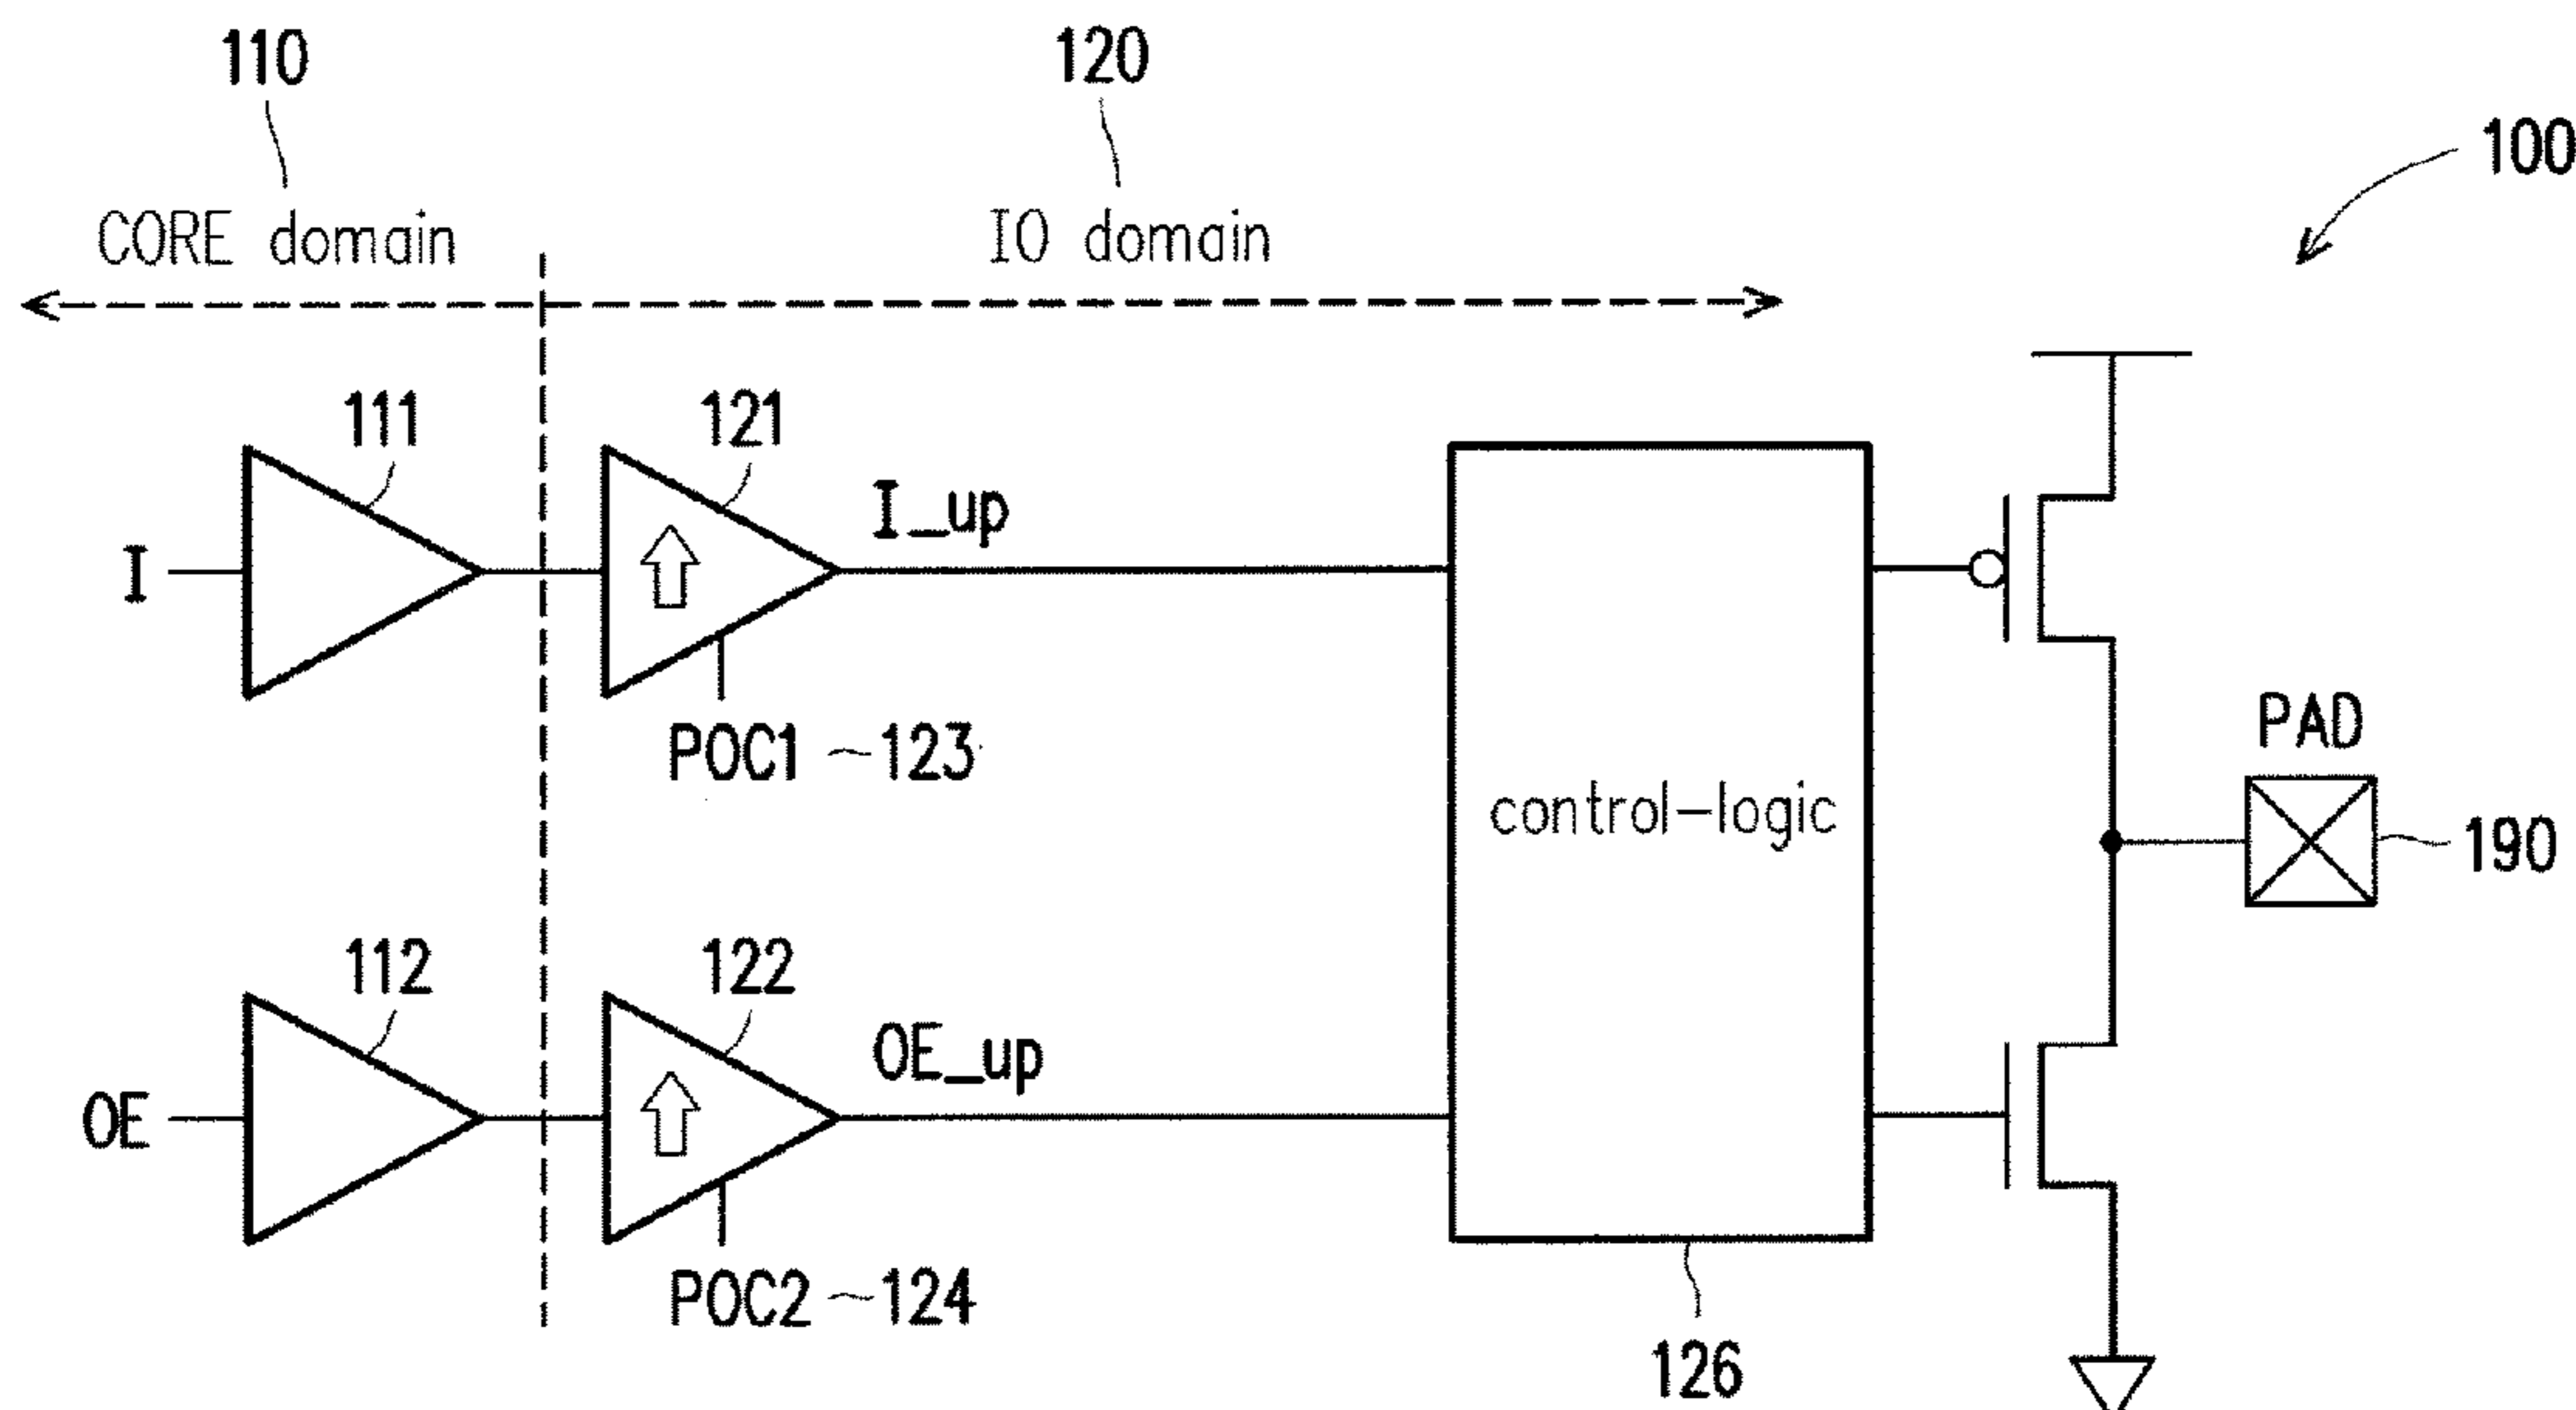 110
120
100
CORE domain
IO domain
111
121
I_up
I
POC1 ~123
PAD
control-logic
190
112
122
OE_up
OE
POC2 ~124
126